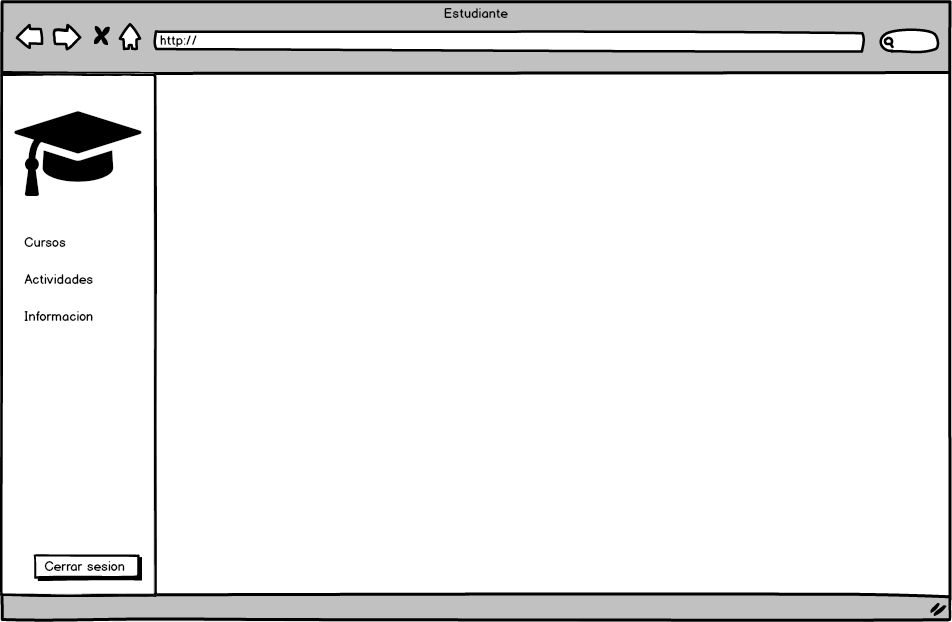 Estudiante
http://
Cursos
Actividades
Informacion
Cerrar sesion